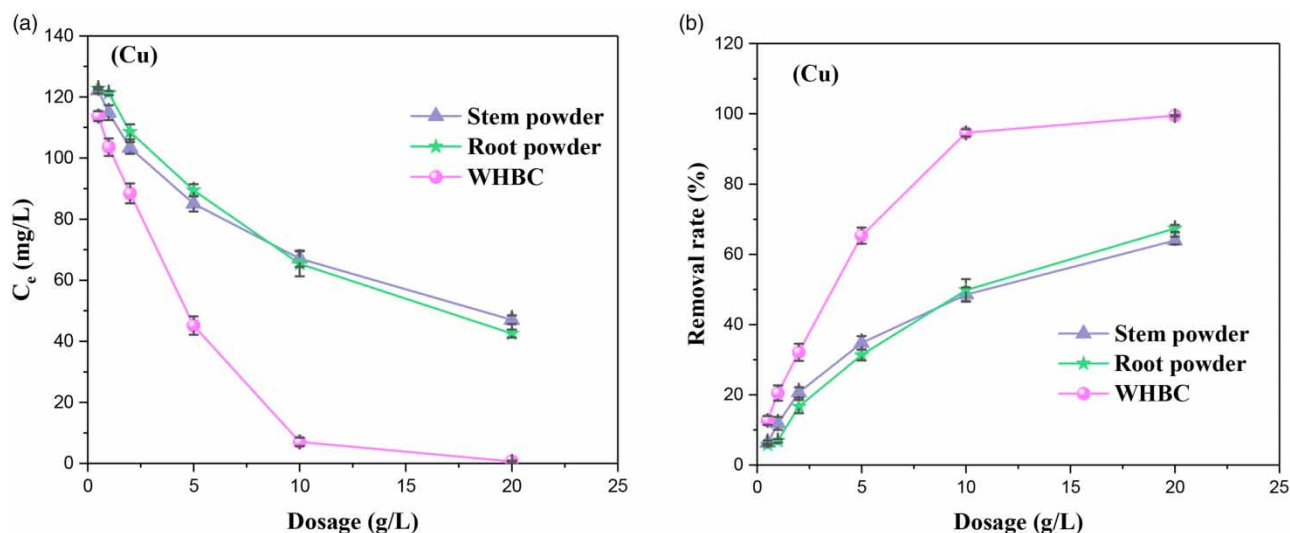 (a)
(Cu)
Stem powder
Root powder
WHBC
140
120
100
80
60
40
20
0
Cₑ (mg/L)
0 5 10 15 20 25
Dosage (g/L)
(b)
(Cu)
Stem powder
Root powder
WHBC
120
100
80
60
40
20
0
Removal rate (%)
0 5 10 15 20 25
Dosage (g/L)